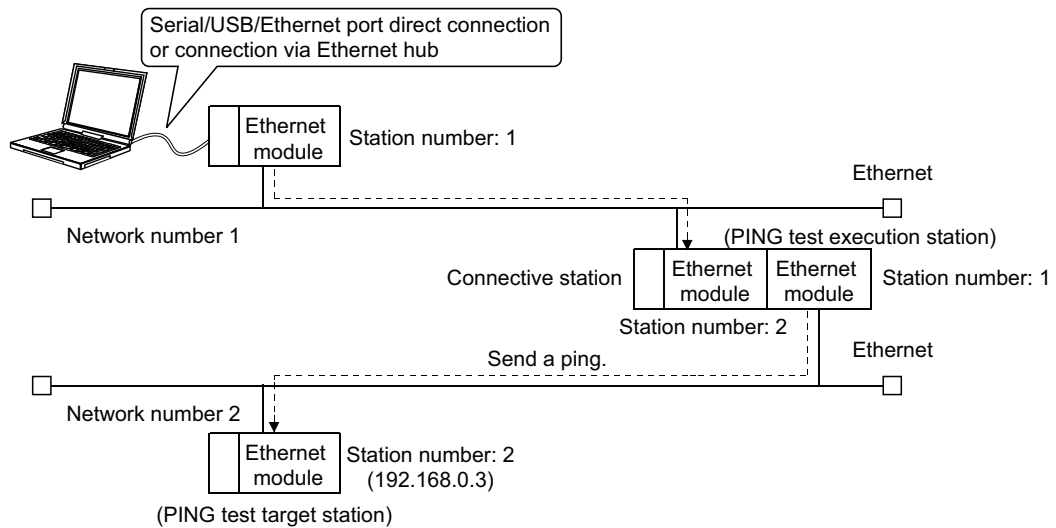 Serial/USB/Ethernet port direct connection
or connection via Ethernet hub
Ethernet
module
Station number: 1
Ethernet
Network number 1
(PING test execution station)
Connective station
Ethernet
module
Ethernet
module
Station number: 1
Station number: 2
Send a ping.
Ethernet
Network number 2
Ethernet
module
Station number: 2
(192.168.0.3)
(PING test target station)